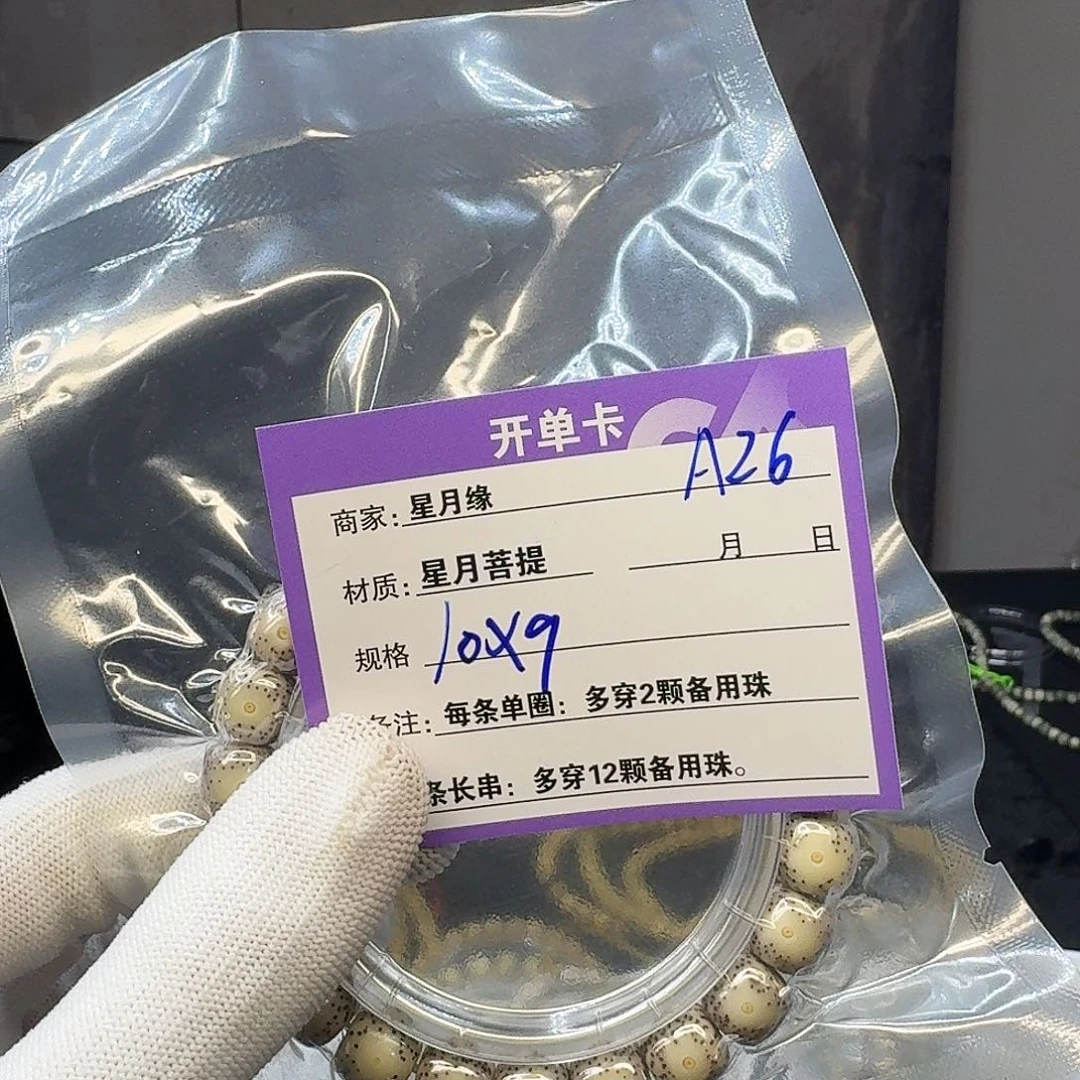 开单卡
A26
商家:星月缘
材质:星月菩提 月 日
规格 10X9
备注:每条单圈：多穿2颗备用珠
条长串：多穿12颗备用珠。